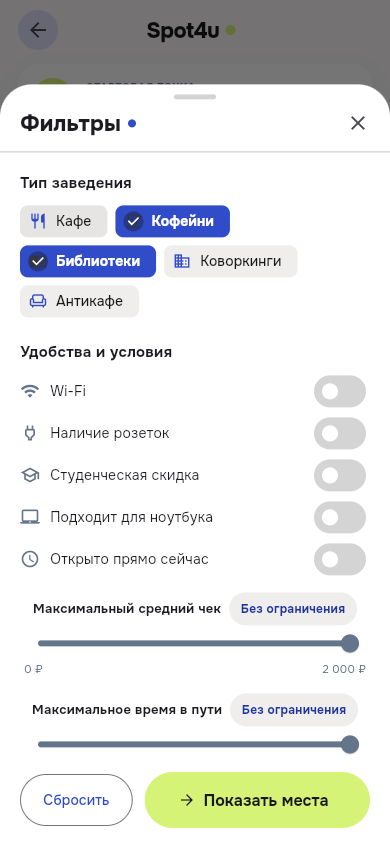 Spot4u
Фильтры
Тип заведения
Кафе
Кофейни
Библиотеки
Коворкинги
Антикафе
Удобства и условия
Wi-Fi
Наличие розеток
Студенческая скидка
Подходит для ноутбука
Открыто прямо сейчас
Максимальный средний чек
Без ограничения
0 ₽
2 000 ₽
Максимальное время в пути
Без ограничения
Сбросить
Показать места